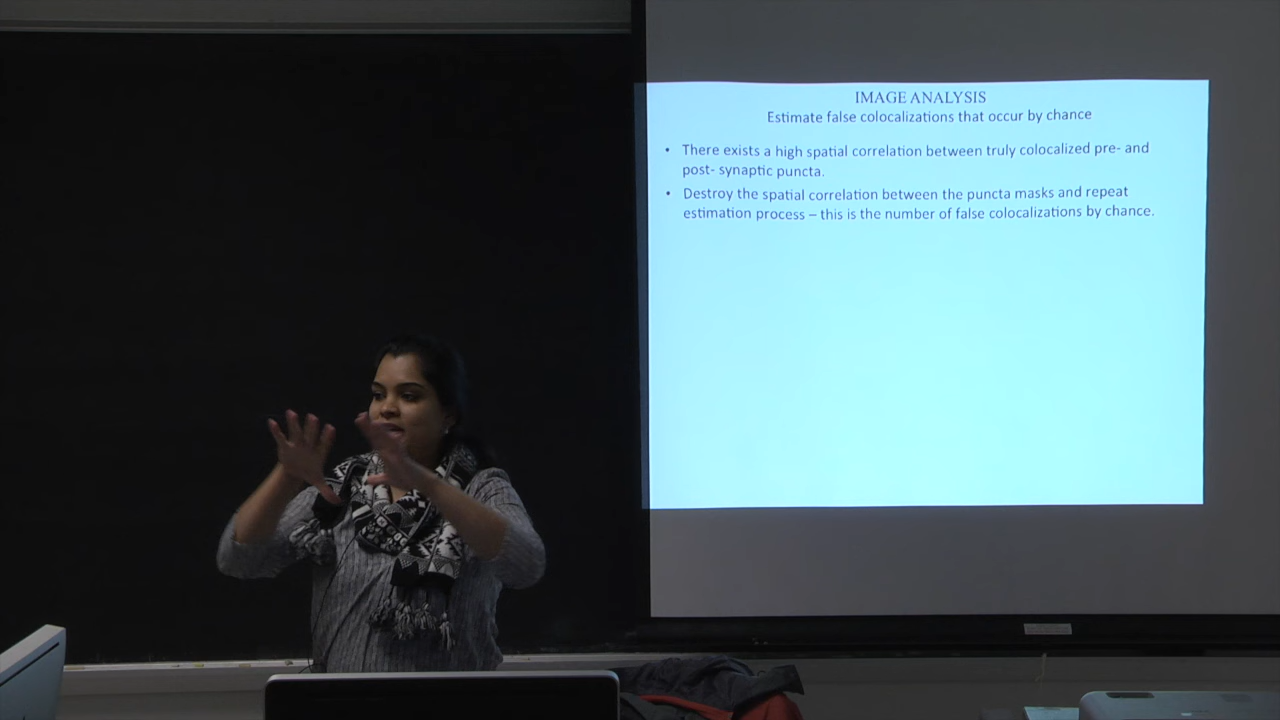 IMAGE ANALYSIS
Estimate false colocalizations that occur by chance
• There exists a high spatial correlation between truly colocalized pre- and
post- synaptic puncta.
• Destroy the spatial correlation between the puncta masks and repeat
estimation process – this is the number of false colocalizations by chance.